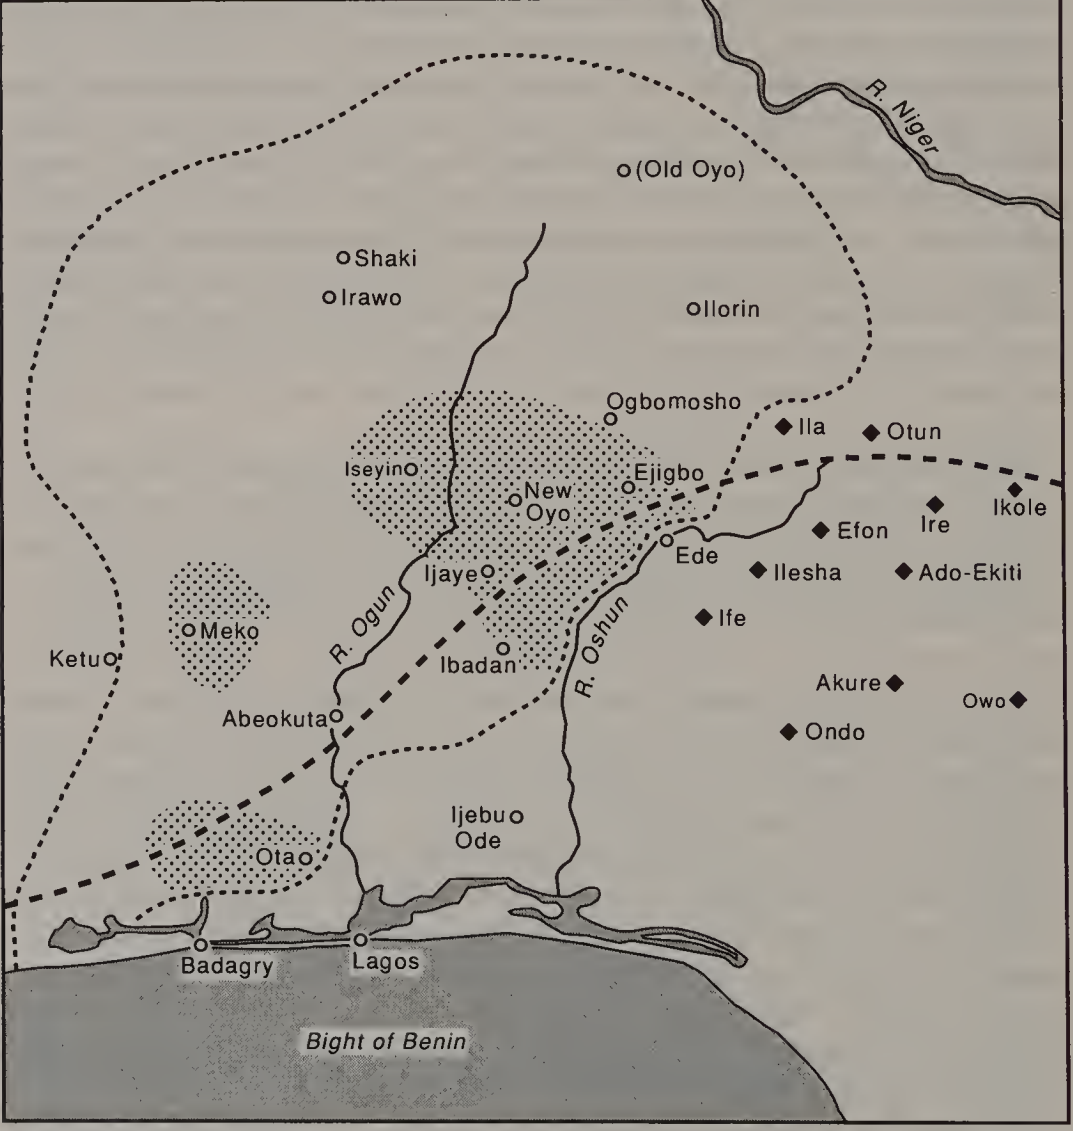 R. Niger
(Old Oyo)
Shaki
Irawo
Ilorin
Ogbomosho
Ila
Otun
Iseyin
Ejigbo
New
Oyo
Ikole
Ire
Efon
Ede
Ijaye
Ilesha
Ado-Ekiti
R. Ogun
R. Oshun
Ife
Meko
Ketu
Ibadan
Akure
Owo
Abeokuta
Ondo
Ijebu
Ode
Ota
Badagry
Lagos
Bight of Benin